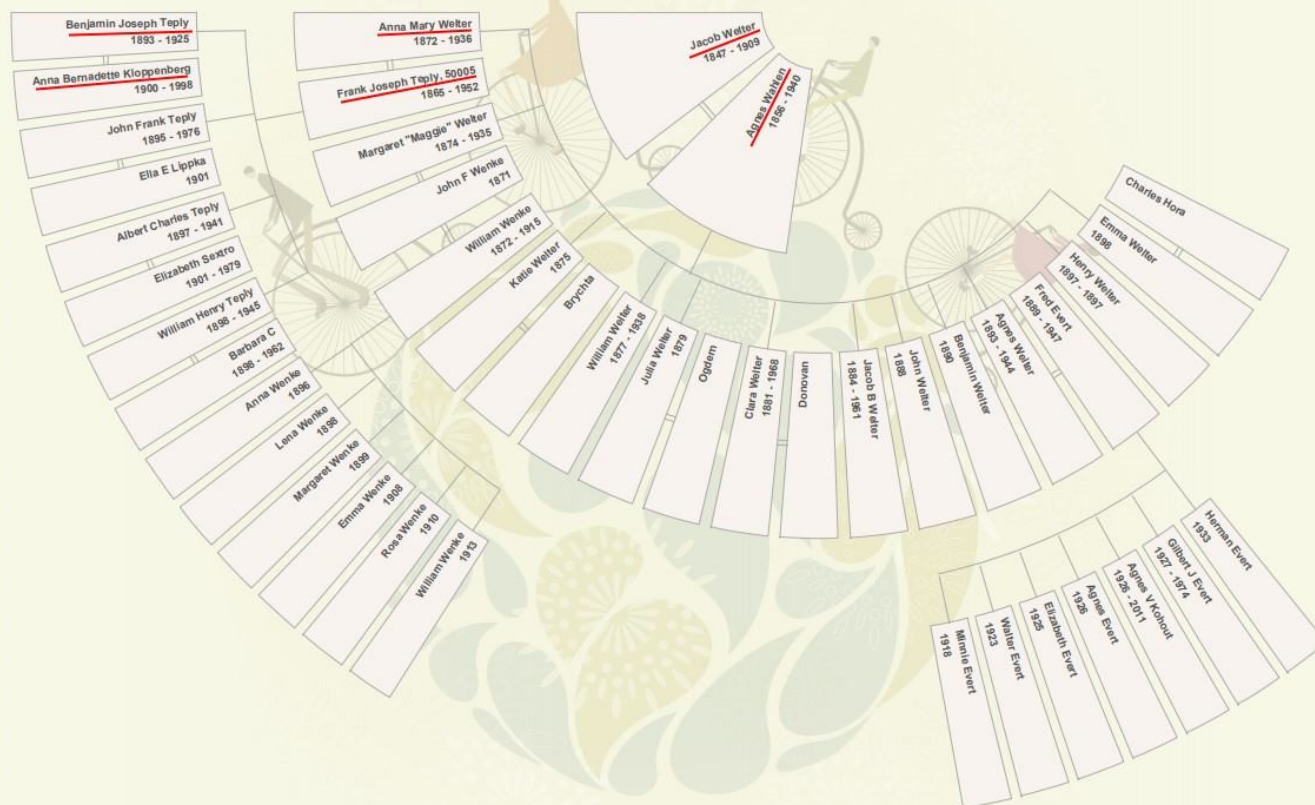 Benjamin Joseph Teply
1893 - 1925
Anna Bernadette Kloppenberg
1900 - 1998
John Frank Teply
1895 - 1976
Ella E Lippka
1901
Albert Charles Teply
1897 - 1941
Elizabeth Sextro
1901 - 1979
William Henry Teply
1898 - 1945
Barbara C
1898 - 1962
Anna Wenke
1896
Lena Wenke
1898
Margaret Wenke
1899
Emma Wenke
1908
Rosa Wenke
1910
William Wenke
1913
Anna Mary Welter
1872 - 1936
Frank Joseph Teply, 50005
1865 - 1952
Margaret "Maggie" Welter
1874 - 1935
John F Wenke
1871
William Wenke
1872 - 1915
Katie Welter
1875
Brychta
William Welter
1877 - 1938
Julia Welter
1879
Ogdem
Clara Welter
1881 - 1968
Donovan
Jacob B Welter
1884 - 1961
John Welter
1888
Benjamin Welter
1890
Agnes Welter
1893 - 1944
Fred Evert
1889 - 1947
Henry Welter
1897 - 1897
Emma Welter
1898
Charles Hora
Jacob Welter
1847 - 1909
Agnes Wahlen
1856 - 1940
Minnie Evert
1918
Walter Evert
1923
Elizabeth Evert
1925
Agnes Evert
1926
Agnes V Kohout
1926 - 2011
Gilbert J Evert
1927 - 1974
Herman Evert
1933